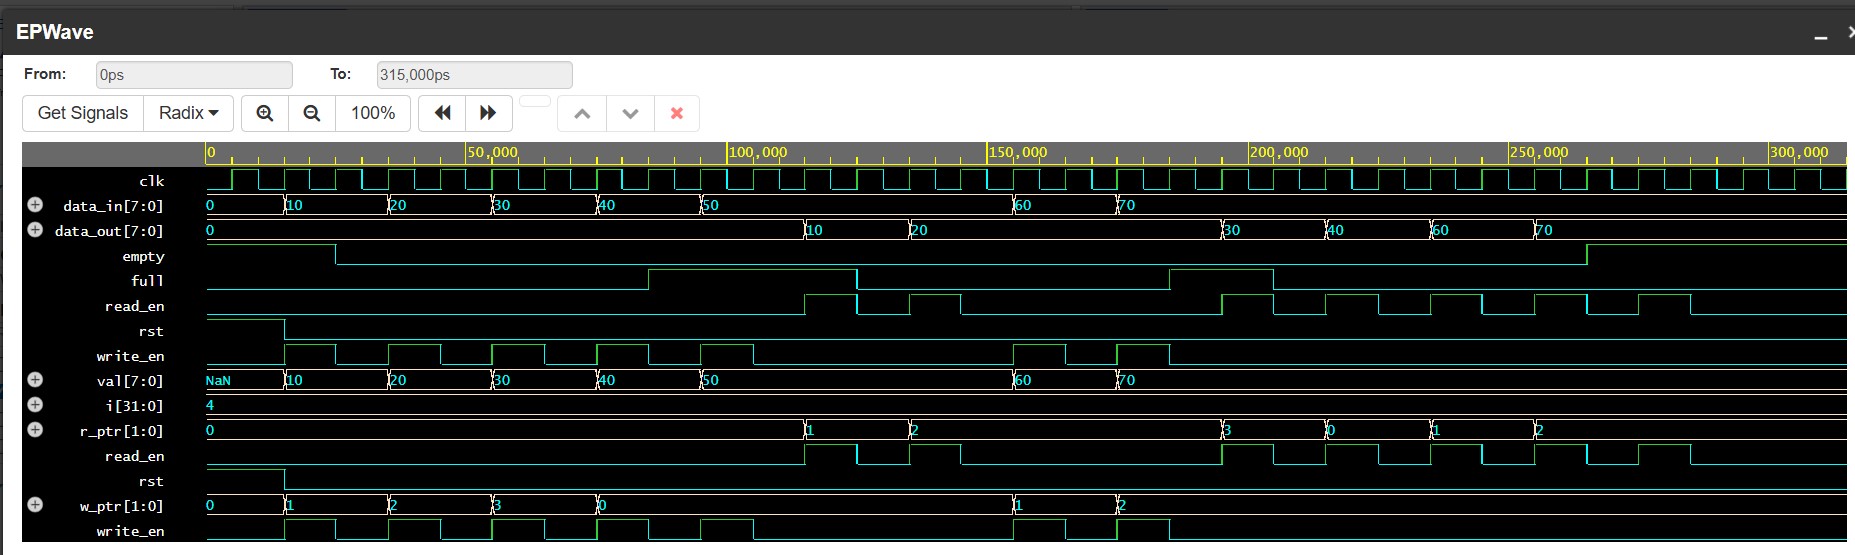 EPWave
From: 0ps To: 315,000ps
Get Signals Radix 100%
0 50,000 100,000 150,000 200,000 250,000 300,000
clk
data_in[7:0] 0 10 20 30 40 50 60 70
data_out[7:0] 0 10 20 30 40 60 70
empty
full
read_en
rst
write_en
val[7:0] NaN 10 20 30 40 50 60 70
i[31:0] 4
r_ptr[1:0] 0 1 2 3 0 1 2
read_en
rst
w_ptr[1:0] 0 1 2 3 0 1 2
write_en